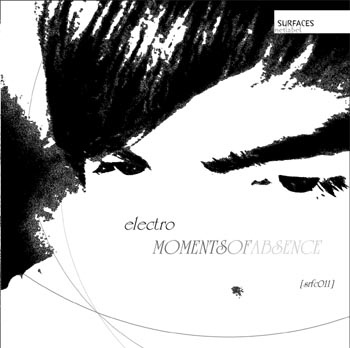 SURFACES
netlabel
electro
MOMENTSOFABSENCE
[srfc011]